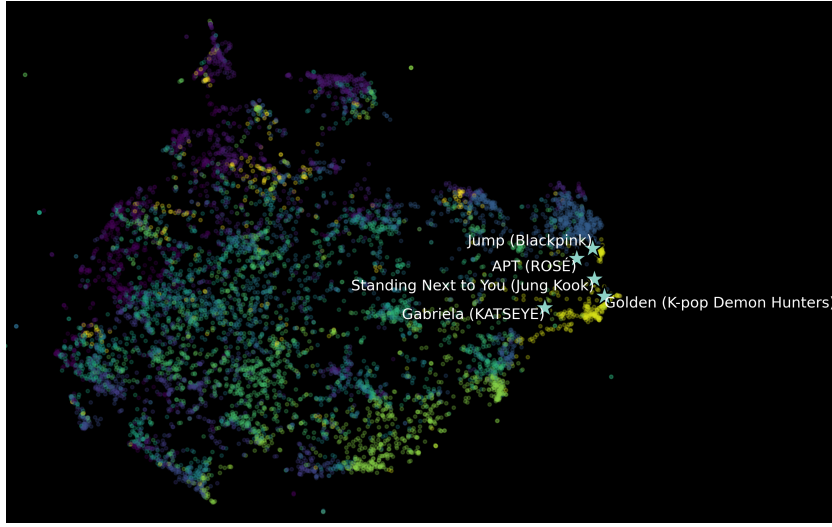 Jump (Blackpink)
APT (ROSÉ)
Standing Next to You (Jung Kook)
Golden (K-pop Demon Hunters)
Gabriela (KATSEYE)